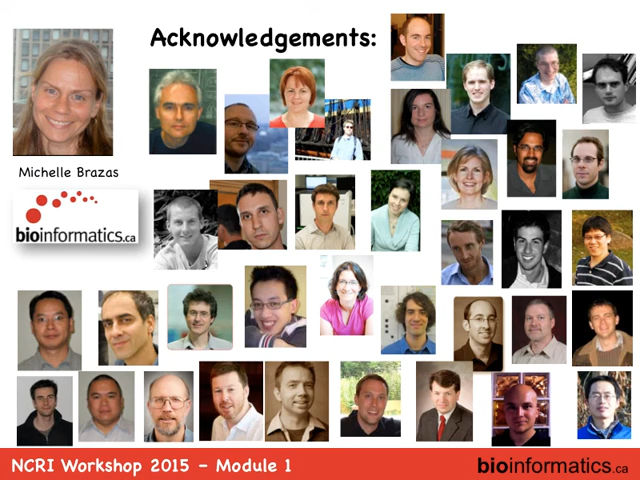 Acknowledgements:
Michelle Brazas
bioinformatics.ca
NCRI Workshop 2015 – Module 1
bioinformatics.ca